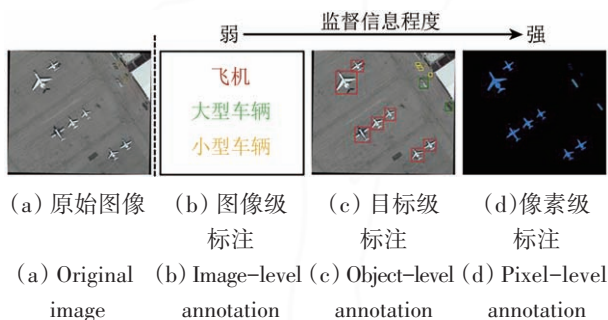 监督信息程度
弱 强
飞机
大型车辆
小型车辆
(a) 原始图像 (b) 图像级 (c) 目标级 (d)像素级
标注 标注 标注
(a) Original (b) Image-level (c) Object-level (d) Pixel-level
image annotation annotation annotation